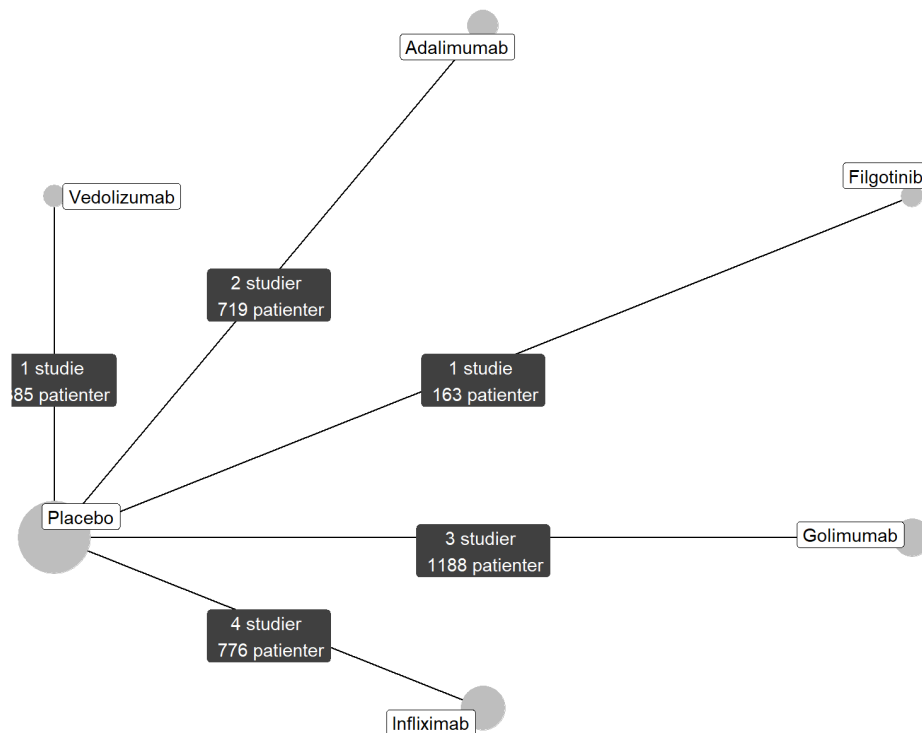 Adalimumab
Filgotinib
Vedolizumab
2 studier
719 patienter
1 studie
patienter
1 studie
163 patienter
Placebo
3 studier
1188 patienter
Golimumab
4 studier
776 patienter
Infliximab